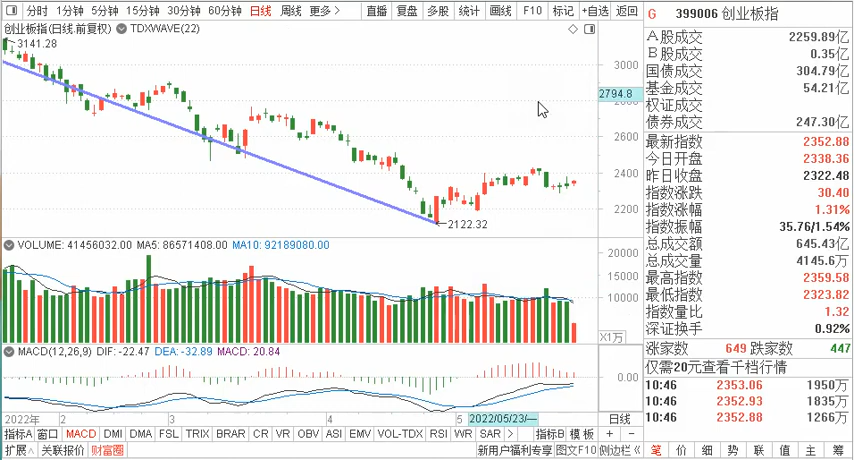 分时 1分钟 5分钟 15分钟 30分钟 60分钟 日线 周线 更多 直播 复盘 多股 统计 画线 F10 标记 +自选 返回
G 399006 创业板指
创业板指(日线.前复权) TDXWAVE(22)
3141.28
3000
2794.8
2800
2600
2400
2200
2122.32
VOLUME: 41456032.00 MA5: 86571408.00 MA10: 92189080.00
20000
15000
10000
X1万
MACD(12,26,9) DIF: -22.47 DEA: -32.89 MACD: 20.84
0.00
2022年 2 3 4 5 2022/05/23/一 日线
指标A 窗口 MACD DMI DMA FSL TRIX BRAR CR VR OBV ASI EMV VOL-TDX RSI WR SAR 指标B 模板 + −
扩展∧ 关联报价 财富圈 新用户福利专享 图文F10 侧边栏《
A股成交 2259.89亿
B股成交 0.35亿
国债成交 304.79亿
基金成交 54.21亿
权证成交
债券成交 247.30亿
最新指数 2352.88
今日开盘 2338.36
昨日收盘 2322.48
指数涨跌 30.40
指数涨幅 1.31%
指数振幅 35.76/1.54%
总成交额 645.43亿
总成交量 4145.6万
最高指数 2359.58
最低指数 2323.82
指数量比 1.32
深证换手 0.92%
涨家数 649 跌家数 447
仅需20元查看千档行情
10:46 2353.06 1950万
10:46 2352.93 1835万
10:46 2352.88 1266万
笔 价 细 势 联 值 主 筹